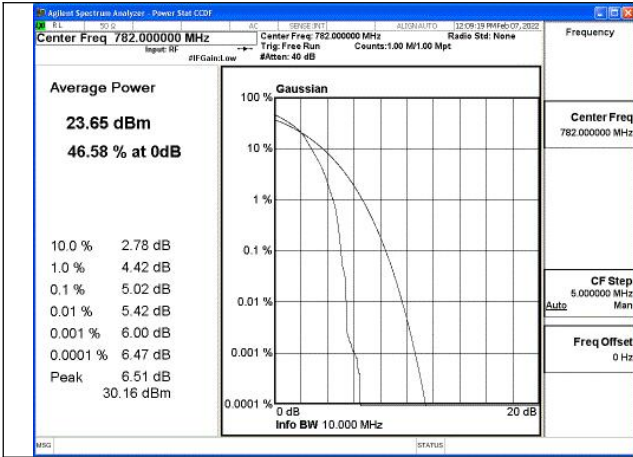 Agilent Spectrum Analyzer - Power Stat CCDF
RL 50 Ω AC SENSE:INT ALIGN AUTO 12:09:19 PM Feb 07, 2022
Center Freq 782.000000 MHz Center Freq: 782.000000 MHz Radio Std: None
Input: RF Trig: Free Run Counts:1.00 M/1.00 Mpt
#IFGain:Low #Atten: 40 dB
Frequency
Average Power
23.65 dBm
46.58 % at 0dB
10.0 % 2.78 dB
1.0 % 4.42 dB
0.1 % 5.02 dB
0.01 % 5.42 dB
0.001 % 6.00 dB
0.0001 % 6.47 dB
Peak 6.51 dB
30.16 dBm
Gaussian
100 %
10 %
1 %
0.1 %
0.01 %
0.001 %
0.0001 %
0 dB 20 dB
Info BW 10.000 MHz
Center Freq
782.000000 MHz
CF Step
5.000000 MHz
Auto Man
Freq Offset
0 Hz
MSG STATUS